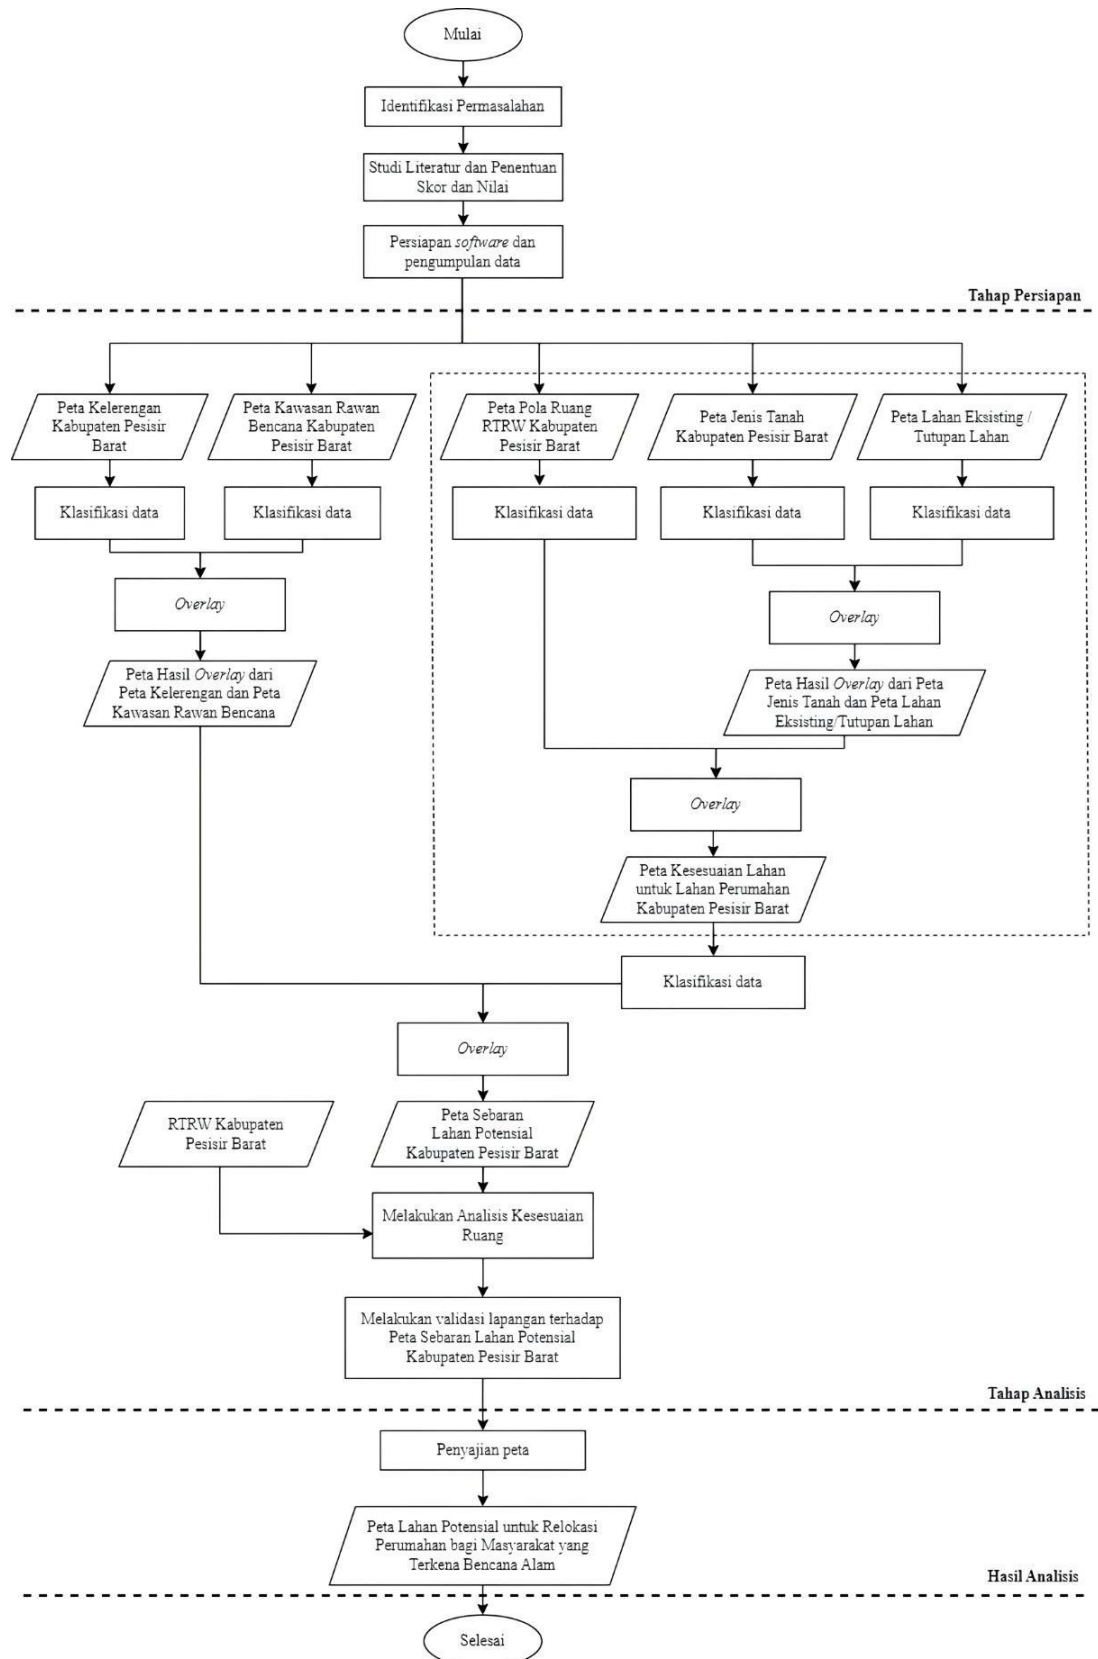 Mulai
Identifikasi Permasalahan
Studi Literatur dan Penentuan
Skor dan Nilai
Persiapan software dan
pengumpulan data
Tahap Persiapan
Peta Kelerengan
Kabupaten Pesisir
Barat
Peta Kawasan Rawan
Bencana Kabupaten
Pesisir Barat
Peta Pola Ruang
RTRW Kabupaten
Pesisir Barat
Peta Jenis Tanah
Kabupaten Pesisir Barat
Peta Lahan Eksisting /
Tutupan Lahan
Klasifikasi data
Klasifikasi data
Klasifikasi data
Klasifikasi data
Klasifikasi data
Overlay
Overlay
Peta Hasil Overlay dari
Peta Kelerengan dan Peta
Kawasan Rawan Bencana
Peta Hasil Overlay dari Peta
Jenis Tanah dan Peta Lahan
Eksisting/Tutupan Lahan
Overlay
Peta Kesesuaian Lahan
untuk Lahan Perumahan
Kabupaten Pesisir Barat
Klasifikasi data
Overlay
RTRW Kabupaten
Pesisir Barat
Peta Sebaran
Lahan Potensial
Kabupaten Pesisir Barat
Melakukan Analisis Kesesuaian
Ruang
Melakukan validasi lapangan terhadap
Peta Sebaran Lahan Potensial
Kabupaten Pesisir Barat
Tahap Analisis
Penyajian peta
Peta Lahan Potensial untuk Relokasi
Perumahan bagi Masyarakat yang
Terkena Bencana Alam
Hasil Analisis
Selesai